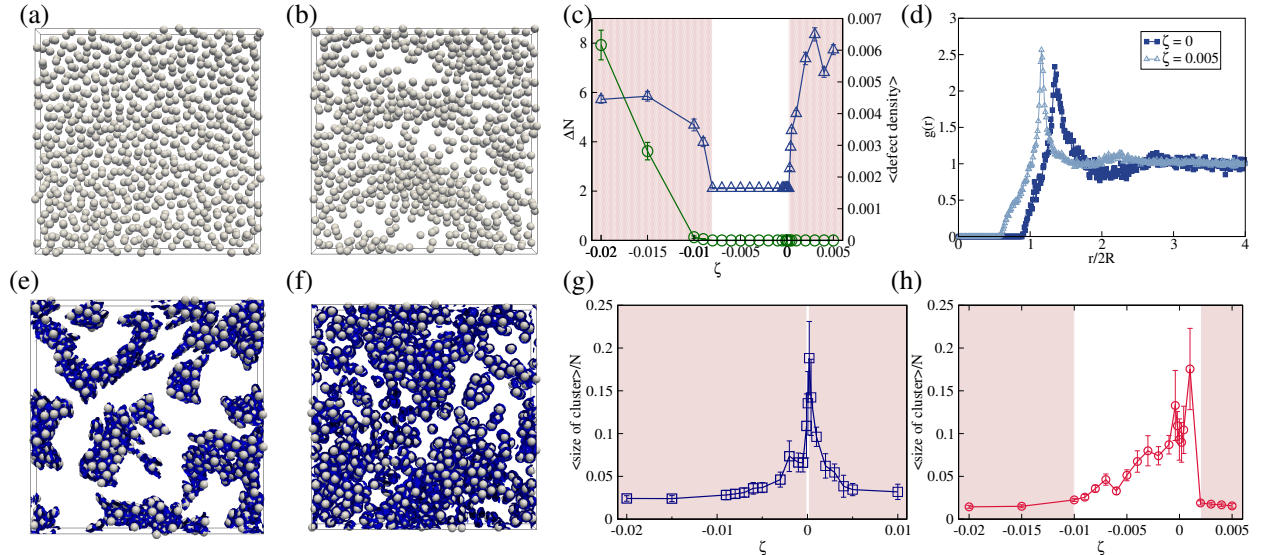 (a)
(b)
(c)
(d)
8
6
4
2
0
ΔN
0.007
0.006
0.005
0.004
0.003
0.002
0.001
0
<defect density>
-0.02 -0.015 -0.01 -0.005 0 0.005
ζ
3
2.5
2
1.5
1
0.5
0
g(r)
ζ = 0
ζ = 0.005
0 1 2 3 4
r/2R
(e)
(f)
(g)
(h)
0.25
0.20
0.15
0.10
0.05
0
<size of cluster>/N
-0.02 -0.01 0 0.01
ζ
0.25
0.20
0.15
0.10
0.05
0
<size of cluster>/N
-0.02 -0.015 -0.01 -0.005 0 0.005
ζ